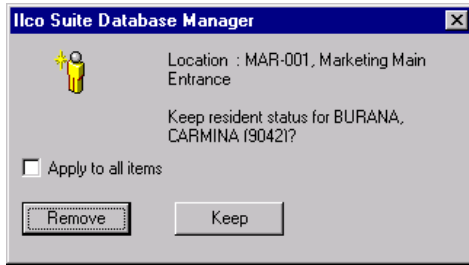 Ilco Suite Database Manager
Location : MAR-001, Marketing Main
Entrance
Keep resident status for BURANA,
CARMINA (9042)?
Apply to all items
Remove
Keep